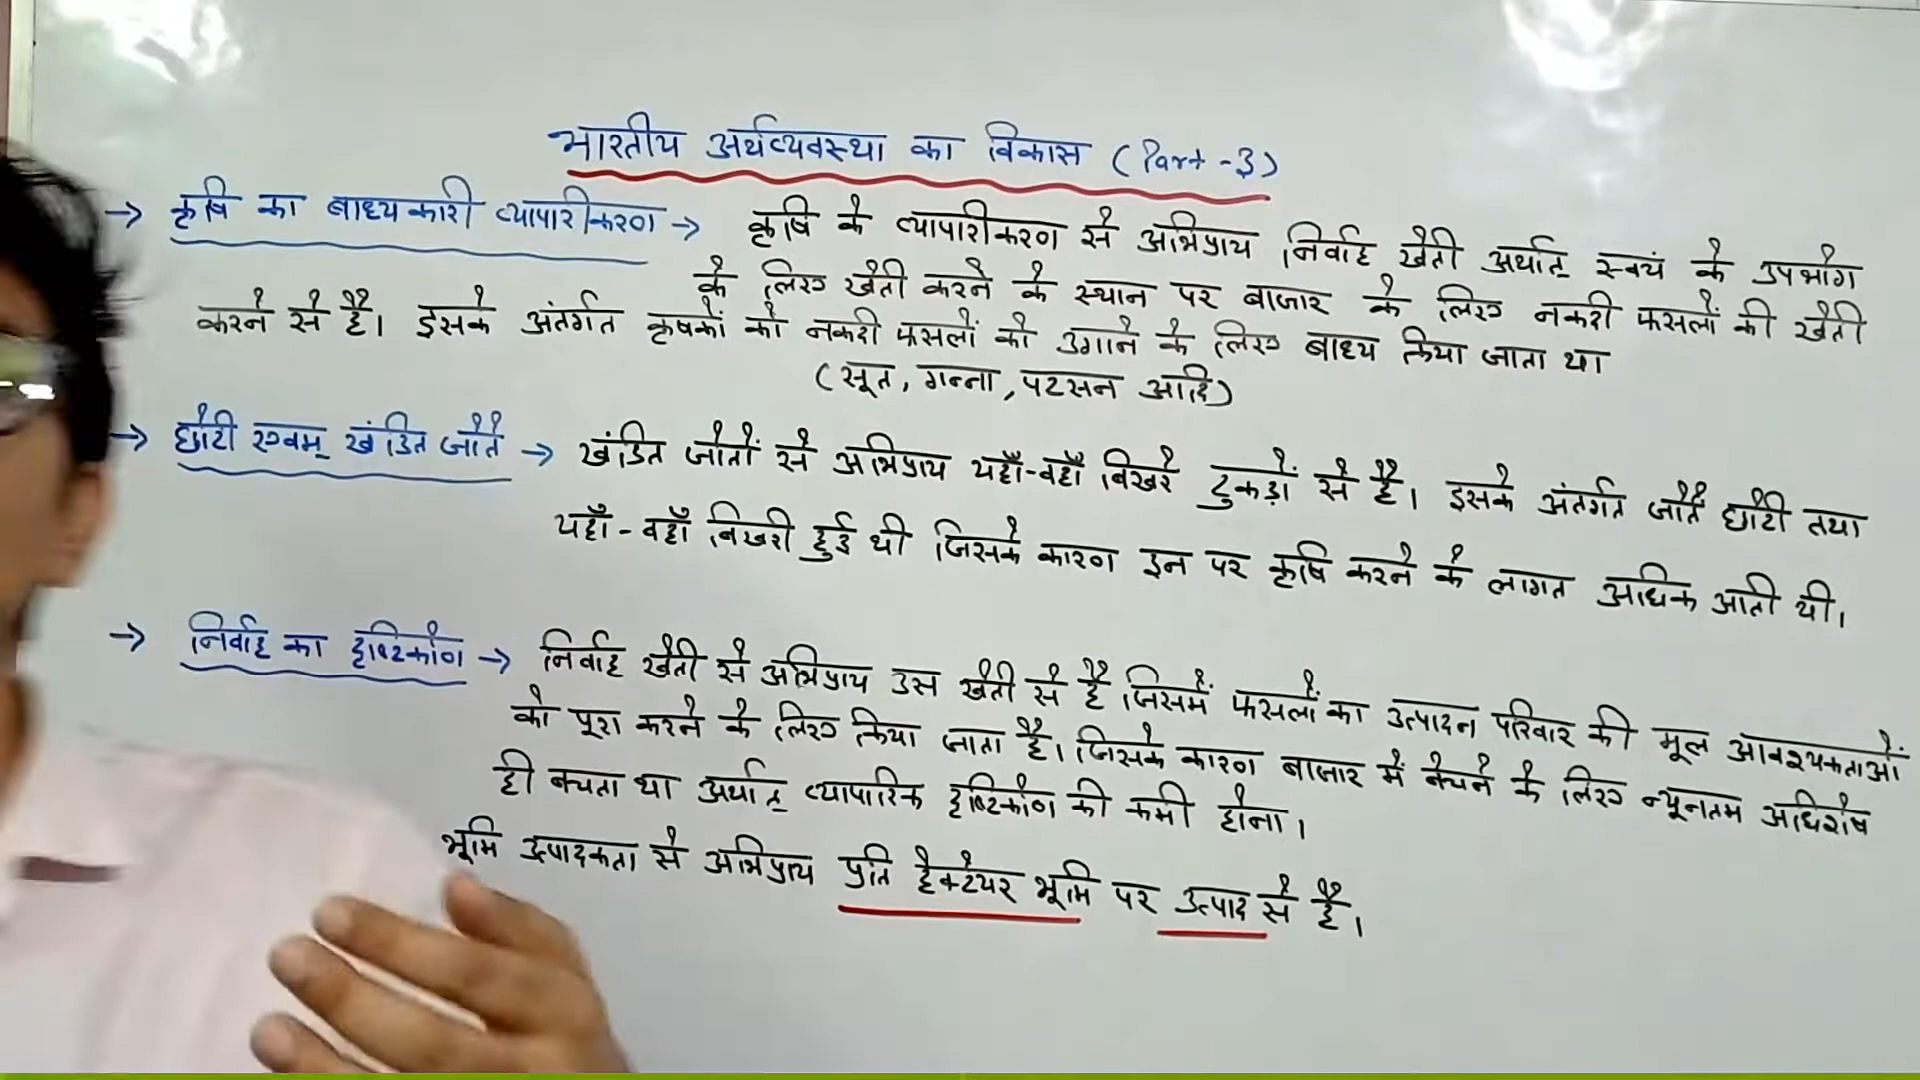 भारतीय अर्थव्यवस्था का विकास (Part-3)
→ कृषि का बाध्यकारी व्यापारीकरण → कृषि के व्यापारीकरण से अभिप्राय निर्वाह खेती अर्थात् स्वयं के उपभोग
के लिए खेती करने के स्थान पर बाजार के लिए नकदी फसलों की खेती
करने से है। इसके अंतर्गत कृषकों को नकदी फसलों को उगाने के लिए बाध्य किया जाता था
(सूत, गन्ना, पटसन आदि)
→ छोटी एवम् खंडित जोतें → खंडित जोतों से अभिप्राय यहाँ-वहाँ बिखरे टुकड़ों से है। इसके अंतर्गत जोतें छोटी तथा
यहाँ-वहाँ बिखरी हुई थी जिसके कारण इन पर कृषि करने के लागत अधिक आती थी।
→ निर्वाह का दृष्टिकोण → निर्वाह खेती से अभिप्राय उस खेती से है जिसमें फसलों का उत्पादन परिवार की मूल आवश्यकताओं
को पूरा करने के लिए किया जाता है। जिसके कारण बाजार में बेचने के लिए न्यूनतम अधिशेष
ही बचता था अर्थात् व्यापारिक दृष्टिकोण की कमी होना।
भूमि उत्पादकता से अभिप्राय प्रति हैक्टेयर भूमि पर उत्पाद से है।